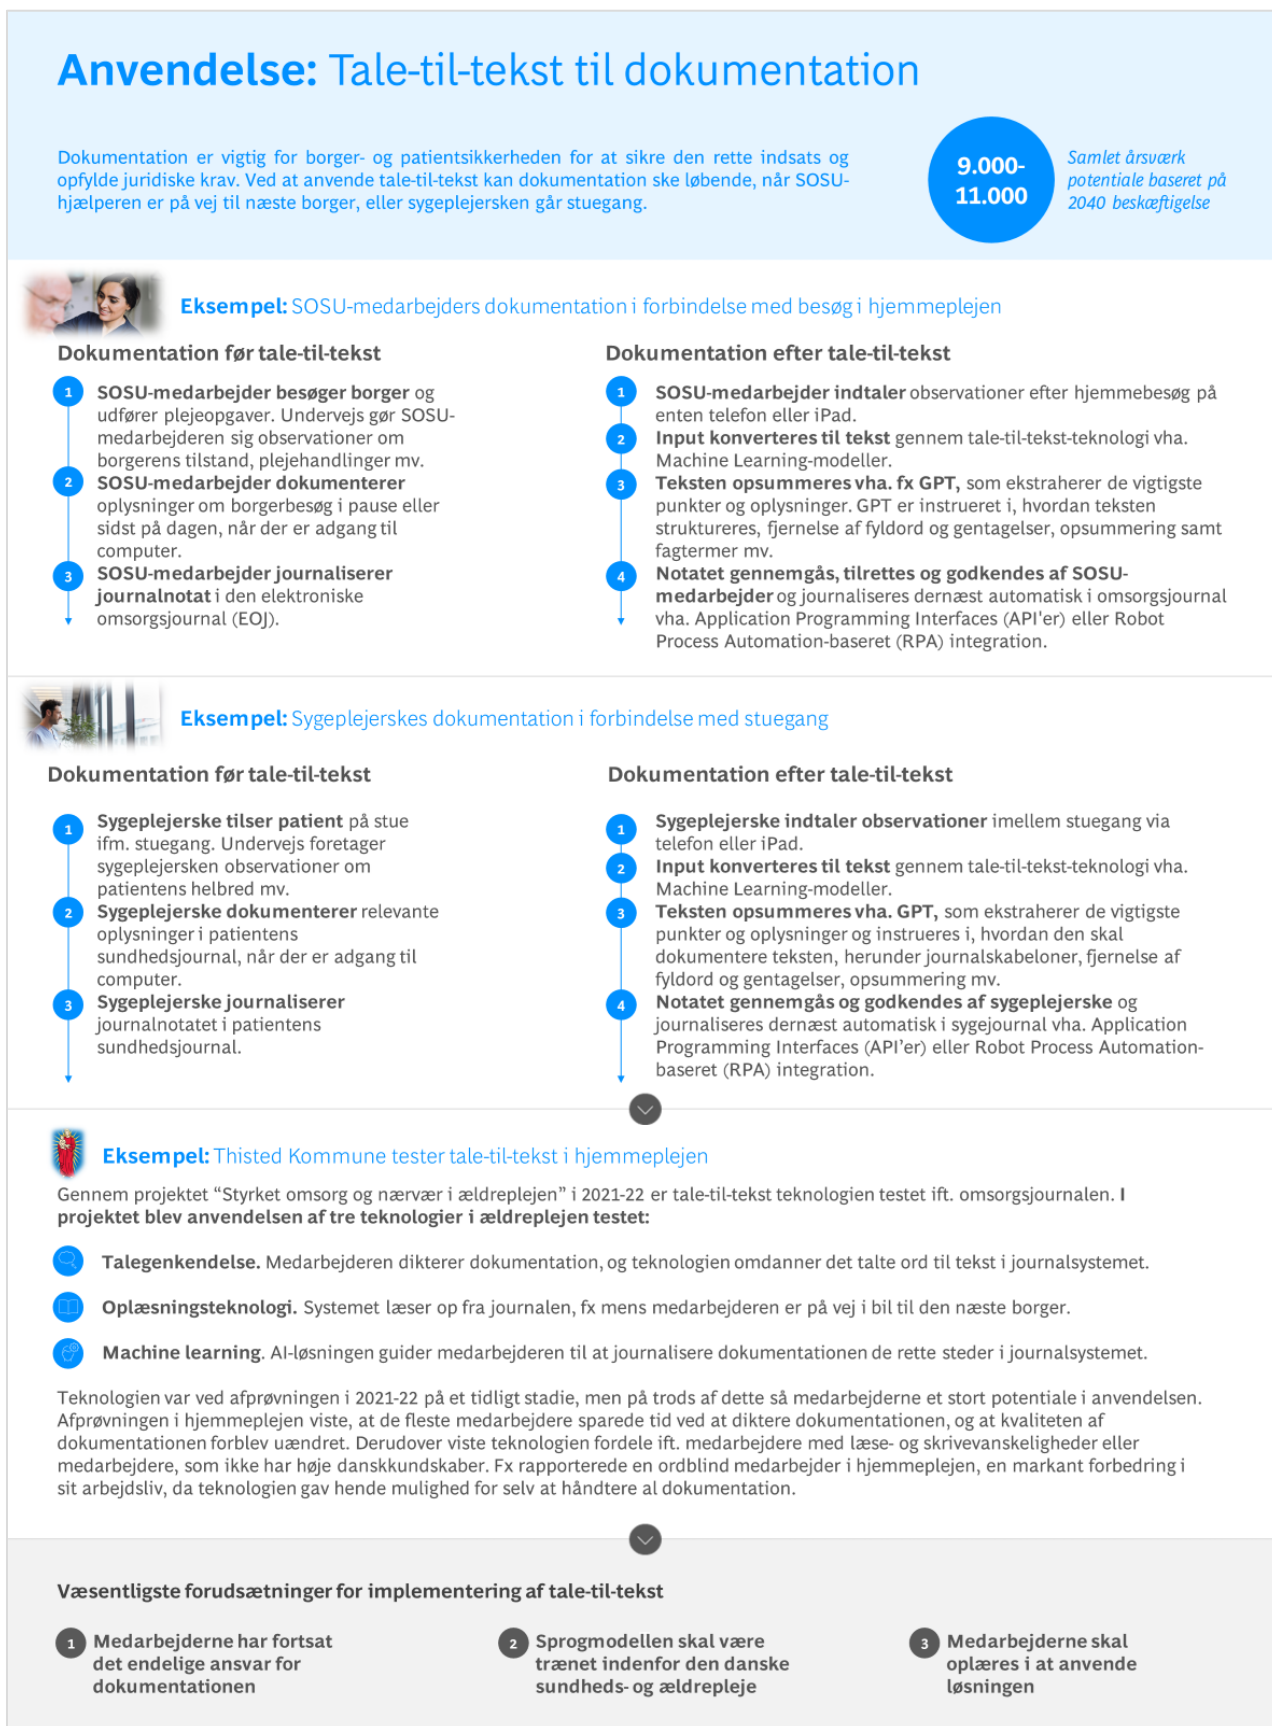 Anvendelse: Tale-til-tekst til dokumentation
Dokumentation er vigtig for borger- og patientsikkerheden for at sikre den rette indsats og
opfylde juridiske krav. Ved at anvende tale-til-tekst kan dokumentation ske løbende, når SOSU-
hjælperen er på vej til næste borger, eller sygeplejersken går stuegang.
9.000-
11.000
Samlet årsværk
potentiale baseret på
2040 beskæftigelse
Eksempel: SOSU-medarbejders dokumentation i forbindelse med besøg i hjemmeplejen
Dokumentation før tale-til-tekst
1 SOSU-medarbejder besøger borger og
udfører plejeopgaver. Undervejs gør SOSU-
medarbejderen sig observationer om
borgerens tilstand, plejehandlinger mv.
2 SOSU-medarbejder dokumenterer
oplysninger om borgerbesøg i pause eller
sidst på dagen, når der er adgang til
computer.
3 SOSU-medarbejder journaliserer
journalnotat i den elektroniske
omsorgsjournal (EOJ).
Dokumentation efter tale-til-tekst
1 SOSU-medarbejder indtaler observationer efter hjemmebesøg på
enten telefon eller iPad.
2 Input konverteres til tekst gennem tale-til-tekst-teknologi vha.
Machine Learning-modeller.
3 Teksten opsummeres vha. fx GPT, som ekstraherer de vigtigste
punkter og oplysninger. GPT er instrueret i, hvordan teksten
struktureres, fjernelse af fyldord og gentagelser, opsummering samt
fagtermer mv.
4 Notatet gennemgås, tilrettes og godkendes af SOSU-
medarbejder og journaliseres dernæst automatisk i omsorgsjournal
vha. Application Programming Interfaces (API'er) eller Robot
Process Automation-baseret (RPA) integration.
Eksempel: Sygeplejerskes dokumentation i forbindelse med stuegang
Dokumentation før tale-til-tekst
1 Sygeplejerske tilser patient på stue
ifm. stuegang. Undervejs foretager
sygeplejersken observationer om
patientens helbred mv.
2 Sygeplejerske dokumenterer relevante
oplysninger i patientens
sundhedsjournal, når der er adgang til
computer.
3 Sygeplejerske journaliserer
journalnotatet i patientens
sundhedsjournal.
Dokumentation efter tale-til-tekst
1 Sygeplejerske indtaler observationer imellem stuegang via
telefon eller iPad.
2 Input konverteres til tekst gennem tale-til-tekst-teknologi vha.
Machine Learning-modeller.
3 Teksten opsummeres vha. GPT, som ekstraherer de vigtigste
punkter og oplysninger og instrueres i, hvordan den skal
dokumentere teksten, herunder journalskabeloner, fjernelse af
fyldord og gentagelser, opsummering mv.
4 Notatet gennemgås og godkendes af sygeplejerske og
journaliseres dernæst automatisk i sygejournal vha. Application
Programming Interfaces (API'er) eller Robot Process Automation-
baseret (RPA) integration.
Eksempel: Thisted Kommune tester tale-til-tekst i hjemmeplejen
Gennem projektet “Styrket omsorg og nærvær i ældreplejen” i 2021-22 er tale-til-tekst teknologien testet ift. omsorgsjournalen. I
projektet blev anvendelsen af tre teknologier i ældreplejen testet:
Talegenkendelse. Medarbejderen dikterer dokumentation, og teknologien omdanner det talte ord til tekst i journalsystemet.
Oplæsningsteknologi. Systemet læser op fra journalen, fx mens medarbejderen er på vej i bil til den næste borger.
Machine learning. AI-løsningen guider medarbejderen til at journalisere dokumentationen de rette steder i journalsystemet.
Teknologien var ved afprøvningen i 2021-22 på et tidligt stadie, men på trods af dette så medarbejderne et stort potentiale i anvendelsen.
Afprøvningen i hjemmeplejen viste, at de fleste medarbejdere sparede tid ved at diktere dokumentationen, og at kvaliteten af
dokumentationen forblev uændret. Derudover viste teknologien fordele ift. medarbejdere med læse- og skrivevanskeligheder eller
medarbejdere, som ikke har høje danskkundskaber. Fx rapporterede en ordblind medarbejder i hjemmeplejen, en markant forbedring i
sit arbejdsliv, da teknologien gav hende mulighed for selv at håndtere al dokumentation.
Væsentligste forudsætninger for implementering af tale-til-tekst
1 Medarbejderne har fortsat
det endelige ansvar for
dokumentationen
2 Sprogmodellen skal være
trænet indenfor den danske
sundheds- og ældrepleje
3 Medarbejderne skal
oplæres i at anvende
løsningen